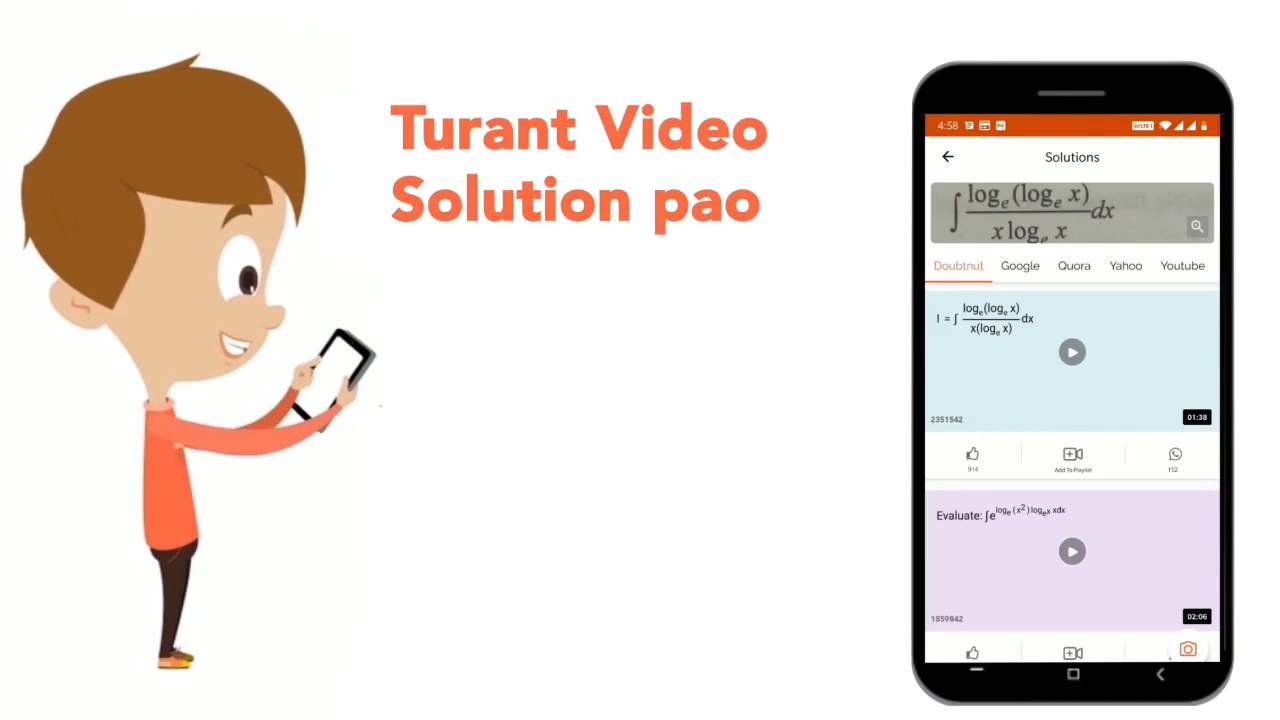 Turant Video
Solution pao
4:58
VoLTE1
Solutions
∫ logₑ(logₑ x) / x logₑ x dx
Doubtnut Google Quora Yahoo Youtube
I = ∫ logₑ(logₑ x) / x(logₑ x) dx
2351542 01:38
914 Add To Playlist 152
Evaluate: ∫e^logₑ(x²)logₑx xdx
1859842 02:06